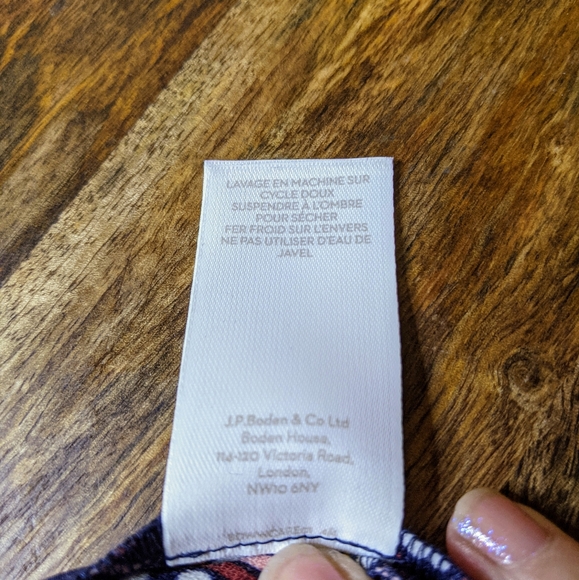 LAVAGE EN MACHINE SUR
CYCLE DOUX
SUSPENDRE À L'OMBRE
POUR SÉCHER
FER FROID SUR L'ENVERS
NE PAS UTILISER D'EAU DE
JAVEL
J.P.Boden & Co Ltd
Boden House,
114-120 Victoria Road,
London,
NW10 6NY